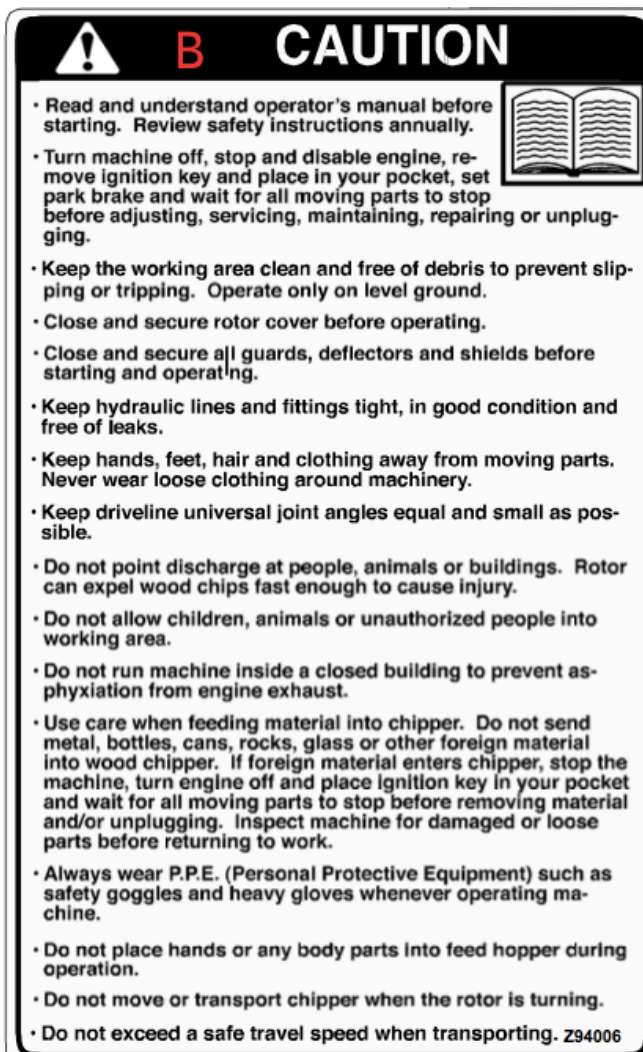 B CAUTION
· Read and understand operator's manual before
starting. Review safety instructions annually.
· Turn machine off, stop and disable engine, re-
move ignition key and place in your pocket, set
park brake and wait for all moving parts to stop
before adjusting, servicing, maintaining, repairing or unplug-
ging.
· Keep the working area clean and free of debris to prevent slip-
ping or tripping. Operate only on level ground.
· Close and secure rotor cover before operating.
· Close and secure all guards, deflectors and shields before
starting and operating.
· Keep hydraulic lines and fittings tight, in good condition and
free of leaks.
· Keep hands, feet, hair and clothing away from moving parts.
Never wear loose clothing around machinery.
· Keep driveline universal joint angles equal and small as pos-
sible.
· Do not point discharge at people, animals or buildings. Rotor
can expel wood chips fast enough to cause injury.
· Do not allow children, animals or unauthorized people into
working area.
· Do not run machine inside a closed building to prevent as-
phyxiation from engine exhaust.
· Use care when feeding material into chipper. Do not send
metal, bottles, cans, rocks, glass or other foreign material
into wood chipper. If foreign material enters chipper, stop the
machine, turn engine off and place ignition key in your pocket
and wait for all moving parts to stop before removing material
and/or unplugging. Inspect machine for damaged or loose
parts before returning to work.
· Always wear P.P.E. (Personal Protective Equipment) such as
safety goggles and heavy gloves whenever operating ma-
chine.
· Do not place hands or any body parts into feed hopper during
operation.
· Do not move or transport chipper when the rotor is turning.
· Do not exceed a safe travel speed when transporting. Z94006